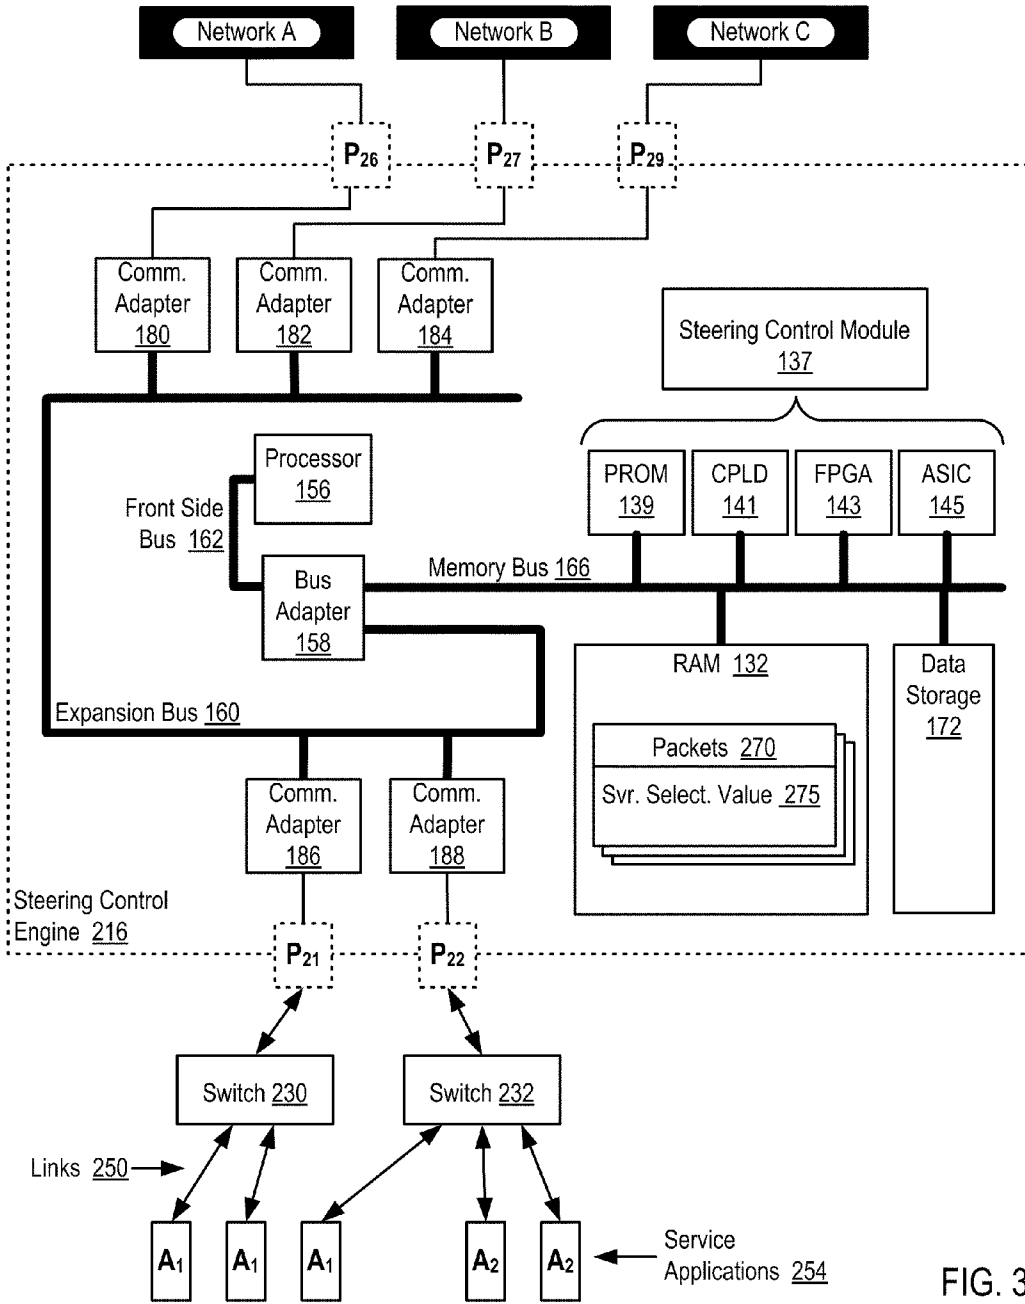 Network A
Network B
Network C
P26
P27
P29
Comm.
Adapter
180
Comm.
Adapter
182
Comm.
Adapter
184
Steering Control Module
137
Processor
156
PROM
139
CPLD
141
FPGA
143
ASIC
145
Front Side
Bus 162
Bus
Adapter
158
Memory Bus 166
RAM 132
Data
Storage
172
Expansion Bus 160
Packets 270
Svr. Select. Value 275
Comm.
Adapter
186
Comm.
Adapter
188
Steering Control
Engine 216
P21
P22
Switch 230
Switch 232
Links 250
A1
A1
A1
A2
A2
Service
Applications 254
FIG. 3